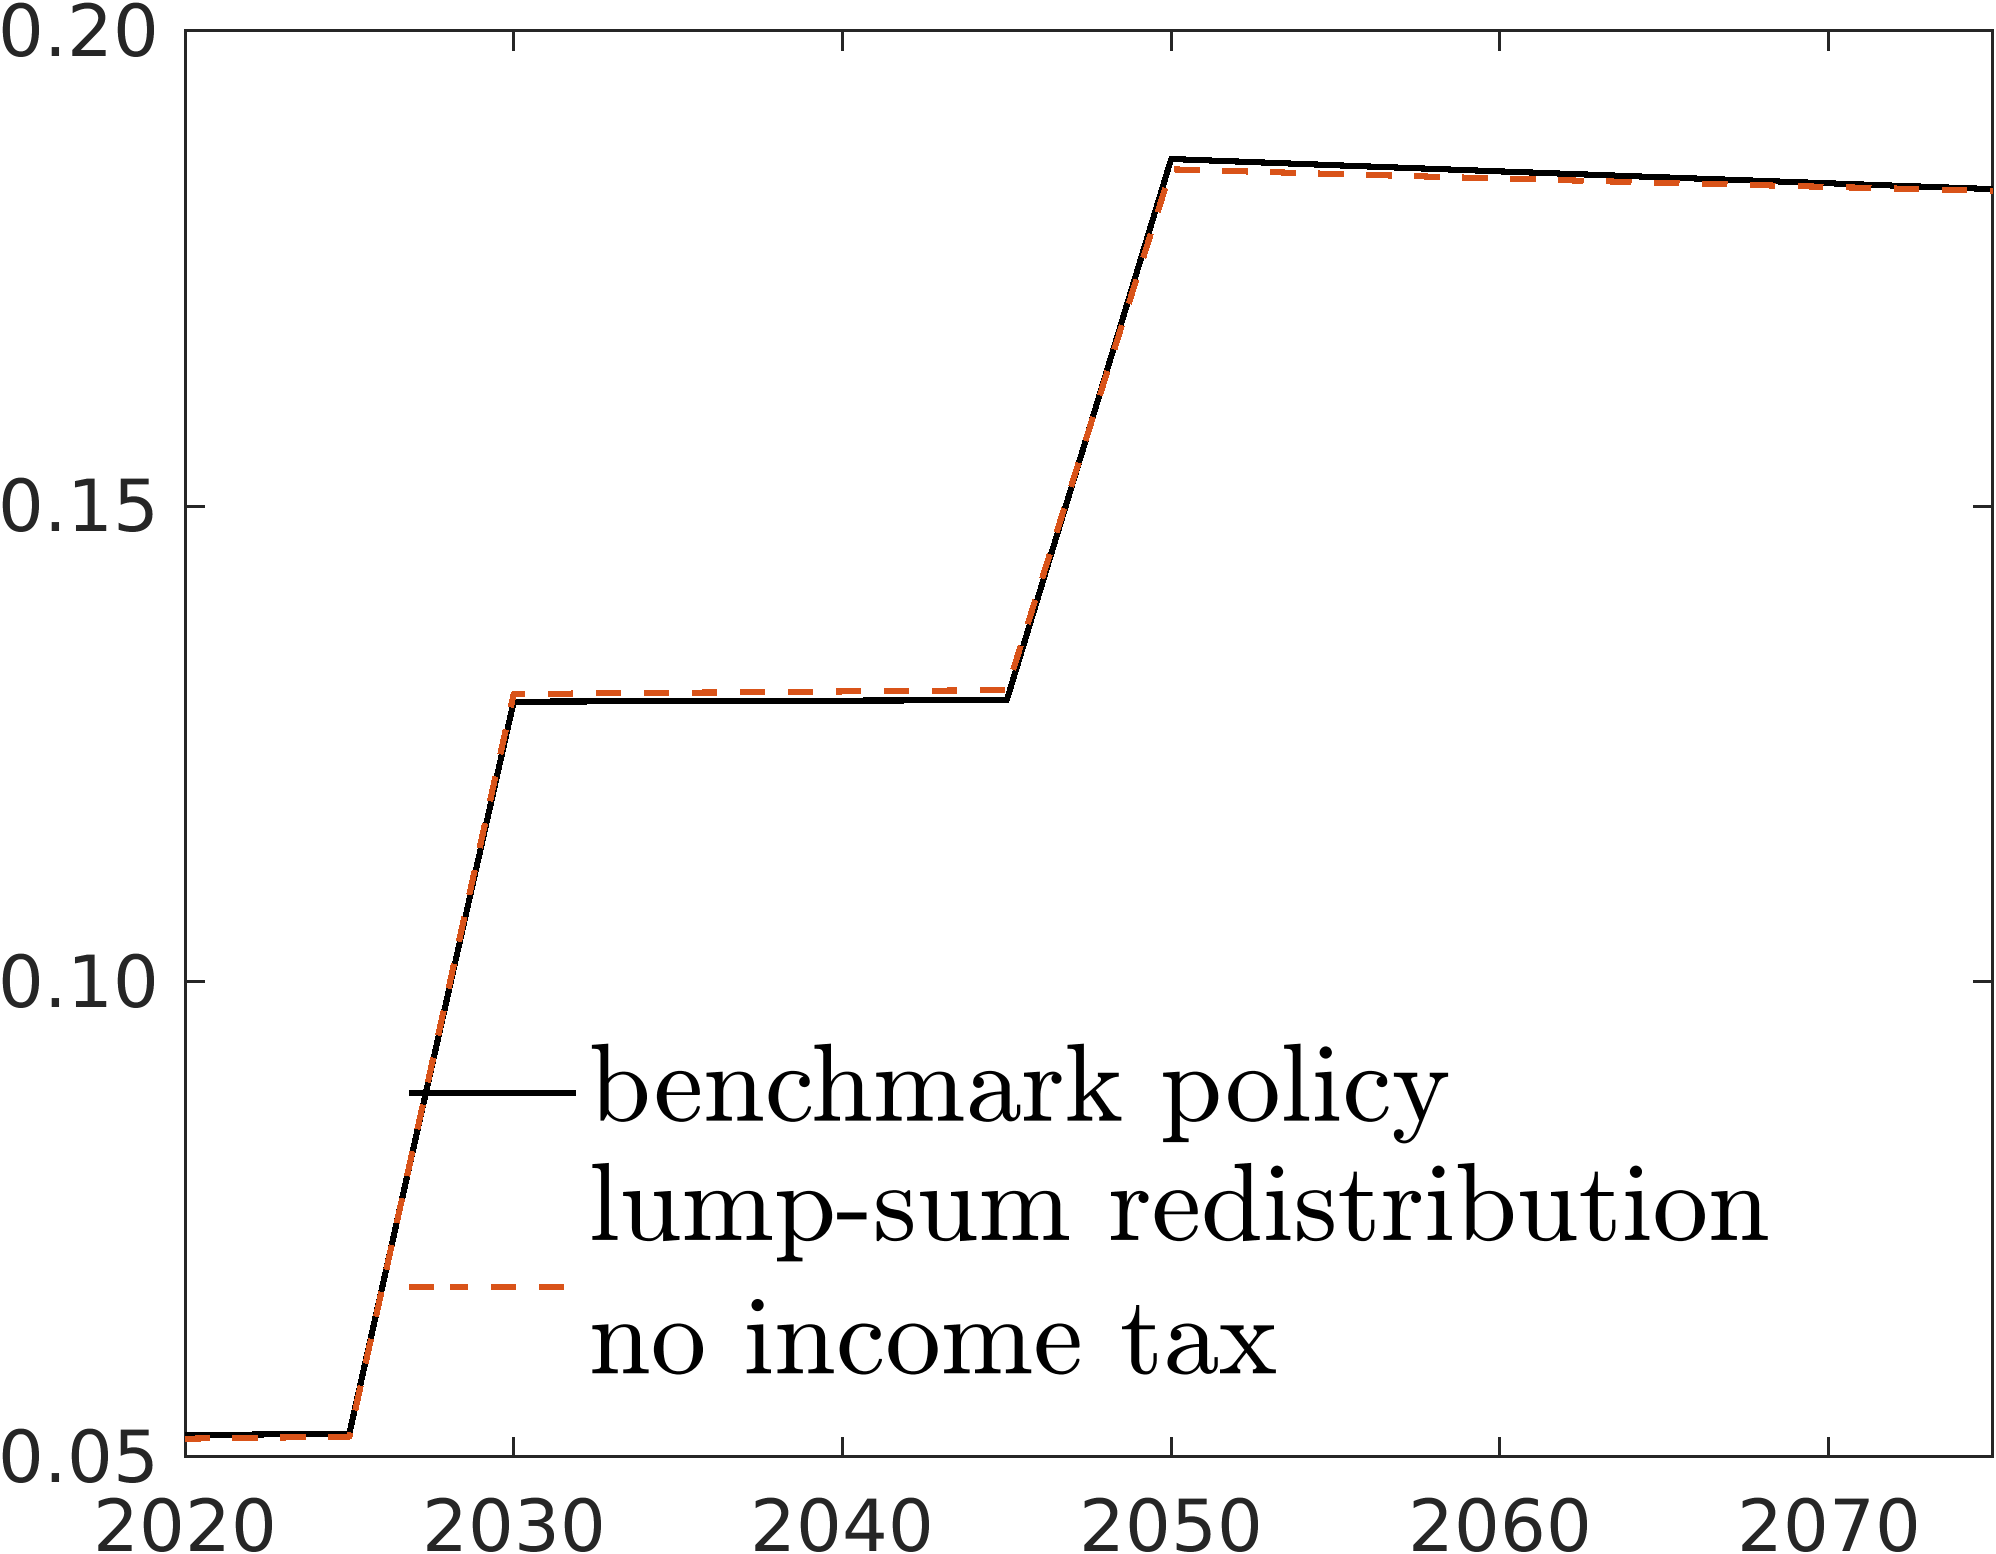 0.20
0.15
0.10
benchmark policy
lump-sum redistribution
no income tax
0.05
2020 2030 2040 2050 2060 2070